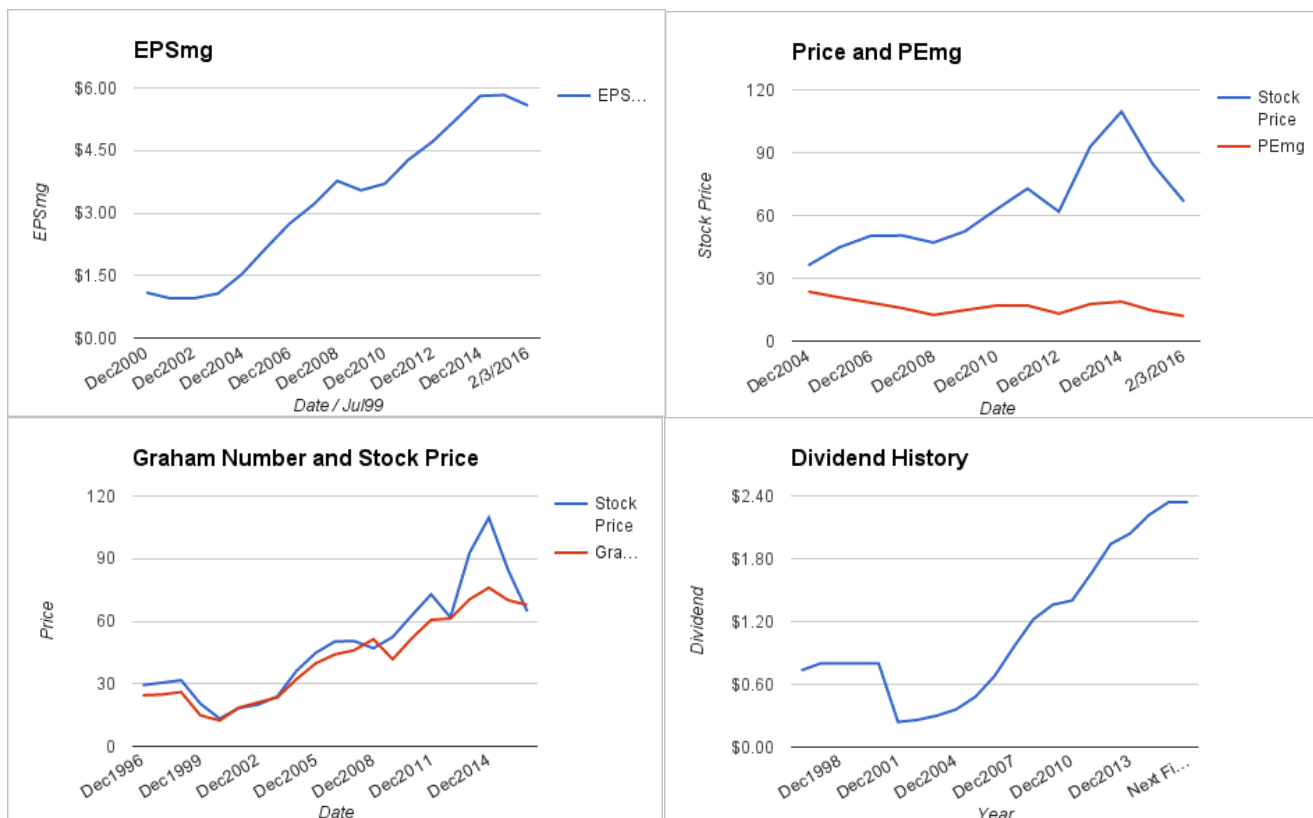 EPSmg
$6.00
$4.50
$3.00
$1.50
$0.00
EPSmg
EPS...
Dec2000
Dec2002
Dec2004
Dec2006
Dec2008
Dec2010
Dec2012
Dec2014
2/3/2016
Date / Jul99
Price and PEmg
120
90
60
30
0
Stock Price
Stock
Price
PEmg
Dec2004
Dec2006
Dec2008
Dec2010
Dec2012
Dec2014
2/3/2016
Date
Graham Number and Stock Price
120
90
60
30
0
Price
Stock
Price
Gra...
Dec1996
Dec1999
Dec2002
Dec2005
Dec2008
Dec2011
Dec2014
Date
Dividend History
$2.40
$1.80
$1.20
$0.60
$0.00
Dividend
Dec1998
Dec2001
Dec2004
Dec2007
Dec2010
Dec2013
Next Fi...
Year